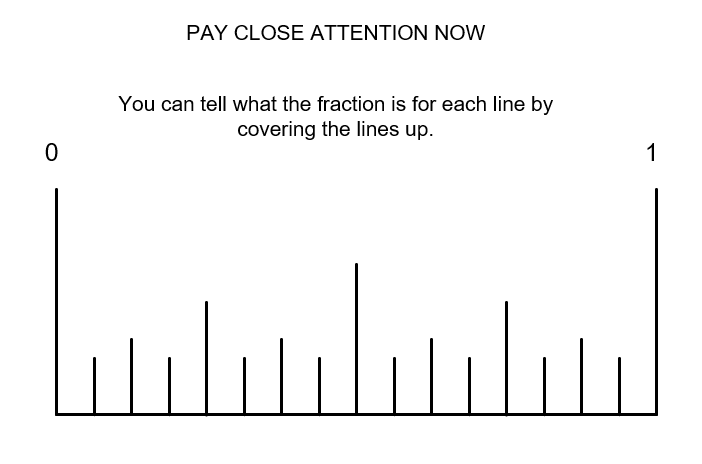 PAY CLOSE ATTENTION NOW
You can tell what the fraction is for each line by
covering the lines up.
0
1